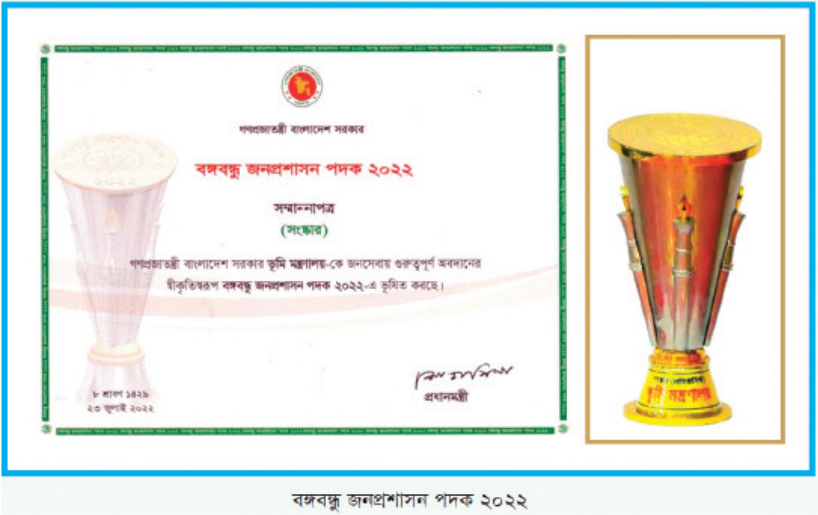 গণপ্রজাতন্ত্রী বাংলাদেশ সরকার
বঙ্গবন্ধু জনপ্রশাসন পদক ২০২২
সম্মাননাপত্র
(সংস্কার)
গণপ্রজাতন্ত্রী বাংলাদেশ সরকার ভূমি মন্ত্রণালয়-কে জনসেবায় গুরুত্বপূর্ণ অবদানের
স্বীকৃতিস্বরূপ বঙ্গবন্ধু জনপ্রশাসন পদক ২০২২-এ ভূষিত করছে।
৮ শ্রাবণ ১৪২৯
২৩ জুলাই ২০২২
প্রধানমন্ত্রী
ভূমি মন্ত্রণালয়
বঙ্গবন্ধু জনপ্রশাসন পদক ২০২২